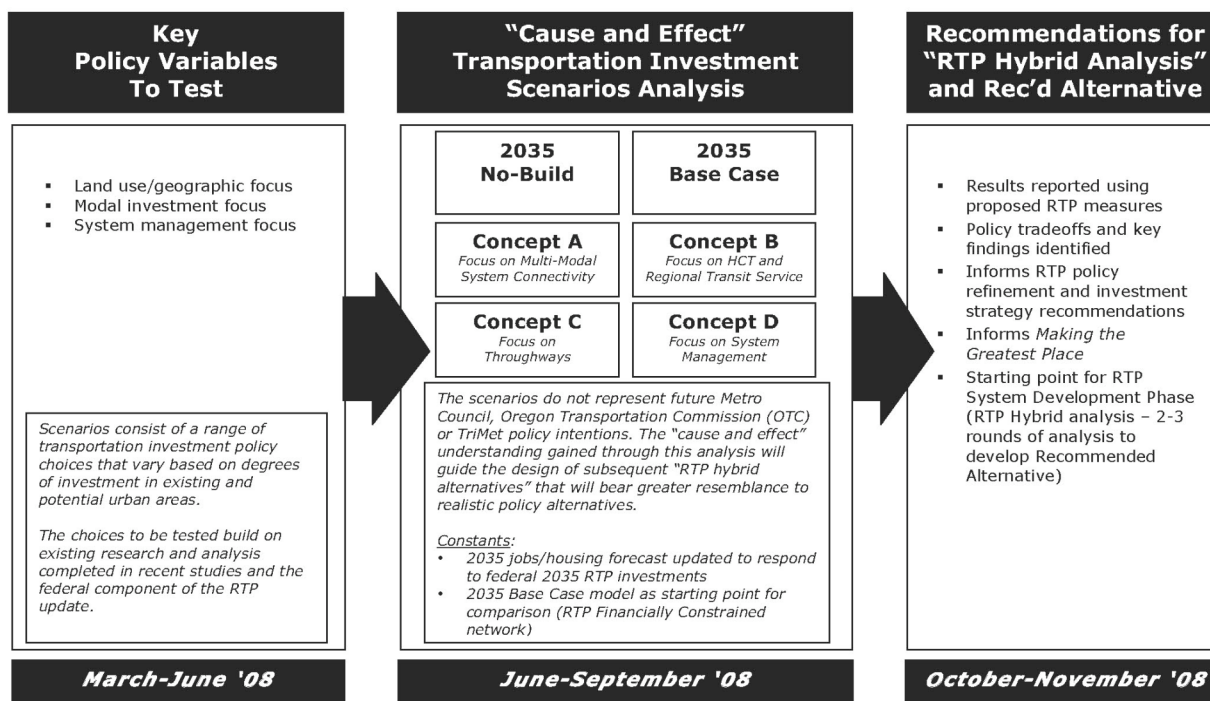 Key
Policy Variables
To Test
▪ Land use/geographic focus
▪ Modal investment focus
▪ System management focus
Scenarios consist of a range of
transportation investment policy
choices that vary based on degrees
of investment in existing and
potential urban areas.
The choices to be tested build on
existing research and analysis
completed in recent studies and the
federal component of the RTP
update.
March-June '08
“Cause and Effect”
Transportation Investment
Scenarios Analysis
2035
No-Build
2035
Base Case
Concept A
Focus on Multi-Modal
System Connectivity
Concept B
Focus on HCT and
Regional Transit Service
Concept C
Focus on
Throughways
Concept D
Focus on System
Management
The scenarios do not represent future Metro
Council, Oregon Transportation Commission (OTC)
or TriMet policy intentions. The “cause and effect”
understanding gained through this analysis will
guide the design of subsequent “RTP hybrid
alternatives” that will bear greater resemblance to
realistic policy alternatives.
Constants:
• 2035 jobs/housing forecast updated to respond
to federal 2035 RTP investments
• 2035 Base Case model as starting point for
comparison (RTP Financially Constrained
network)
June-September '08
Recommendations for
“RTP Hybrid Analysis”
and Rec’d Alternative
▪ Results reported using
proposed RTP measures
▪ Policy tradeoffs and key
findings identified
▪ Informs RTP policy
refinement and investment
strategy recommendations
▪ Informs Making the
Greatest Place
▪ Starting point for RTP
System Development Phase
(RTP Hybrid analysis – 2-3
rounds of analysis to
develop Recommended
Alternative)
October-November '08